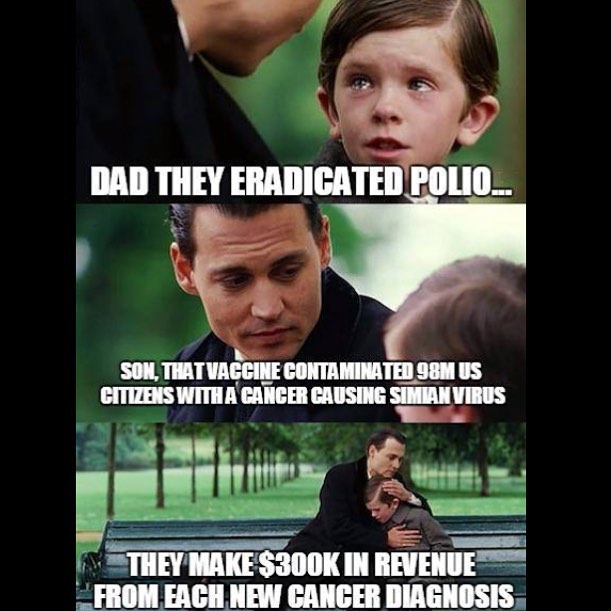 DAD THEY ERADICATED POLIO...
SON, THAT VACCINE CONTAMINATED 98M US
CITIZENS WITH A CANCER CAUSING SIMIAN VIRUS
THEY MAKE $300K IN REVENUE
FROM EACH NEW CANCER DIAGNOSIS